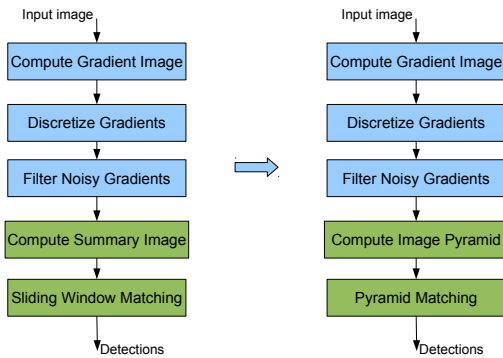 Input image
Compute Gradient Image
Discretize Gradients
Filter Noisy Gradients
Compute Summary Image
Sliding Window Matching
Detections
Input image
Compute Gradient Image
Discretize Gradients
Filter Noisy Gradients
Compute Image Pyramid
Pyramid Matching
Detections